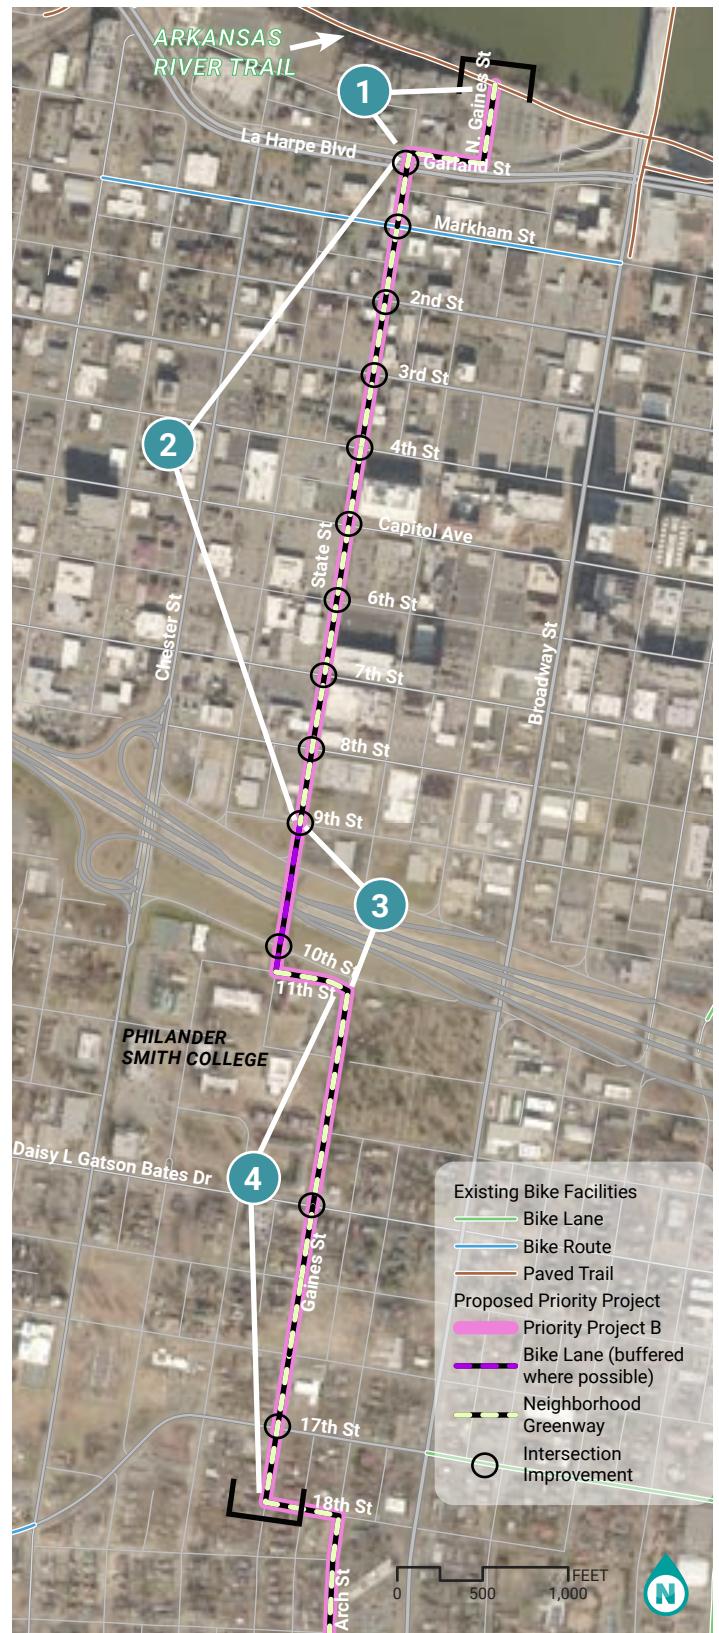 ARKANSAS
RIVER TRAIL
N. Gaines St
1
La Harpe Blvd
Garland St
Markham St
2nd St
3rd St
2
4th St
Capitol Ave
State St
6th St
Chester St
7th St
Broadway St
8th St
9th St
3
10th St
11th St
PHILANDER
SMITH COLLEGE
Daisy L Gatson Bates Dr
4
Gaines St
17th St
18th St
Arch St
Existing Bike Facilities
Bike Lane
Bike Route
Paved Trail
Proposed Priority Project
Priority Project B
Bike Lane (buffered
where possible)
Neighborhood
Greenway
Intersection
Improvement
FEET
0 500 1,000
N